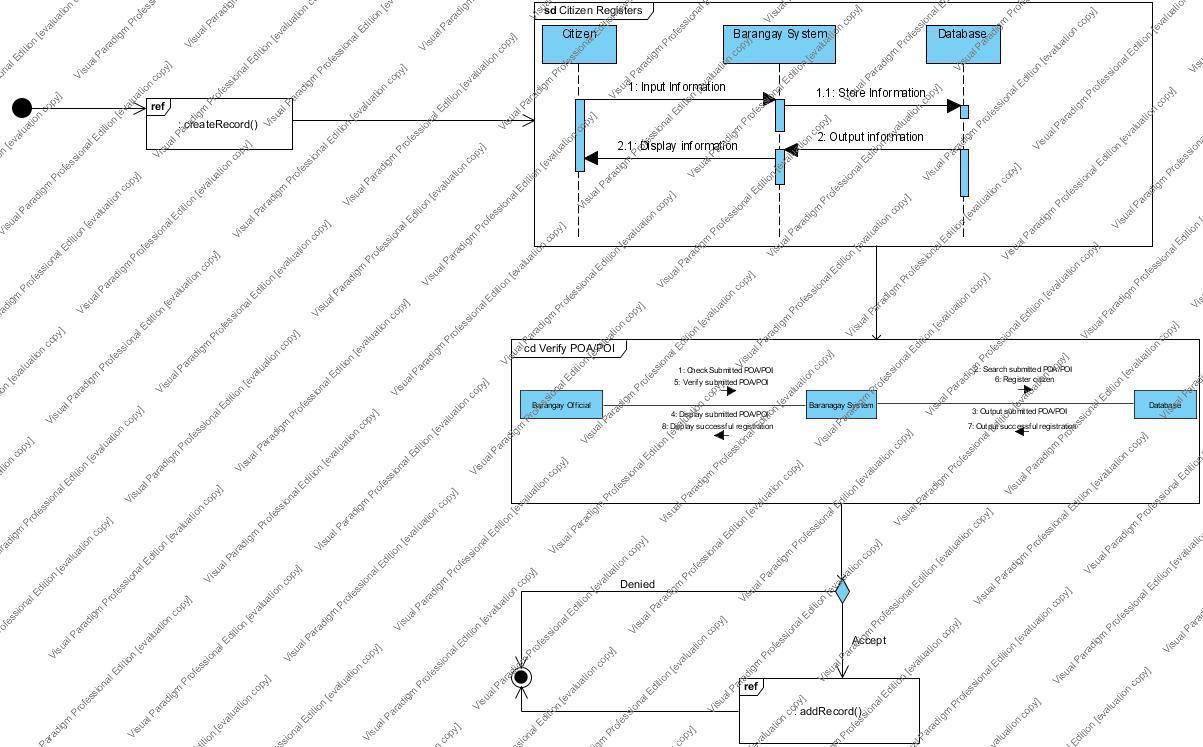 sd Citizen Registers
Citizen
Barangay System
Database
1: Input Information
1.1: Store Information
2: Output information
2.1: Display information
ref
: createRecord()
cd Verify POA/POI
1: Check Submitted POA/POI
5: Verify submitted POA/POI
2: Search submitted POA/POI
6: Register citizen
Barangay Official
Baranagay System
Database
4: Display submitted POA/POI
8: Display successful registration
3: Output submitted POA/POI
7: Output successful registration
Denied
Accept
ref
: addRecord()
Visual Paradigm Professional Edition [evaluation copy]